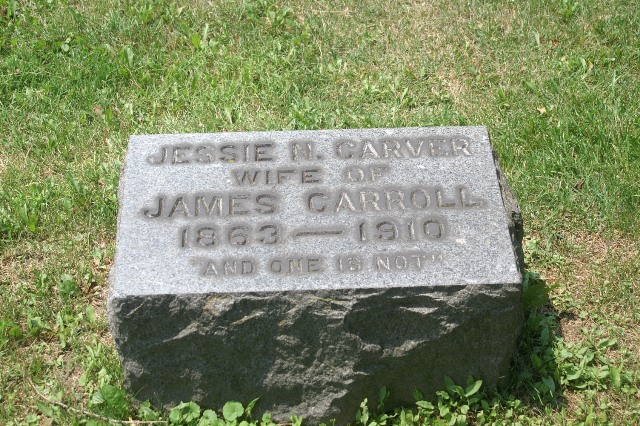 JESSIE N. CARVER
WIFE OF
JAMES CARROLL
1863 — 1910
"AND ONE IS NOT"